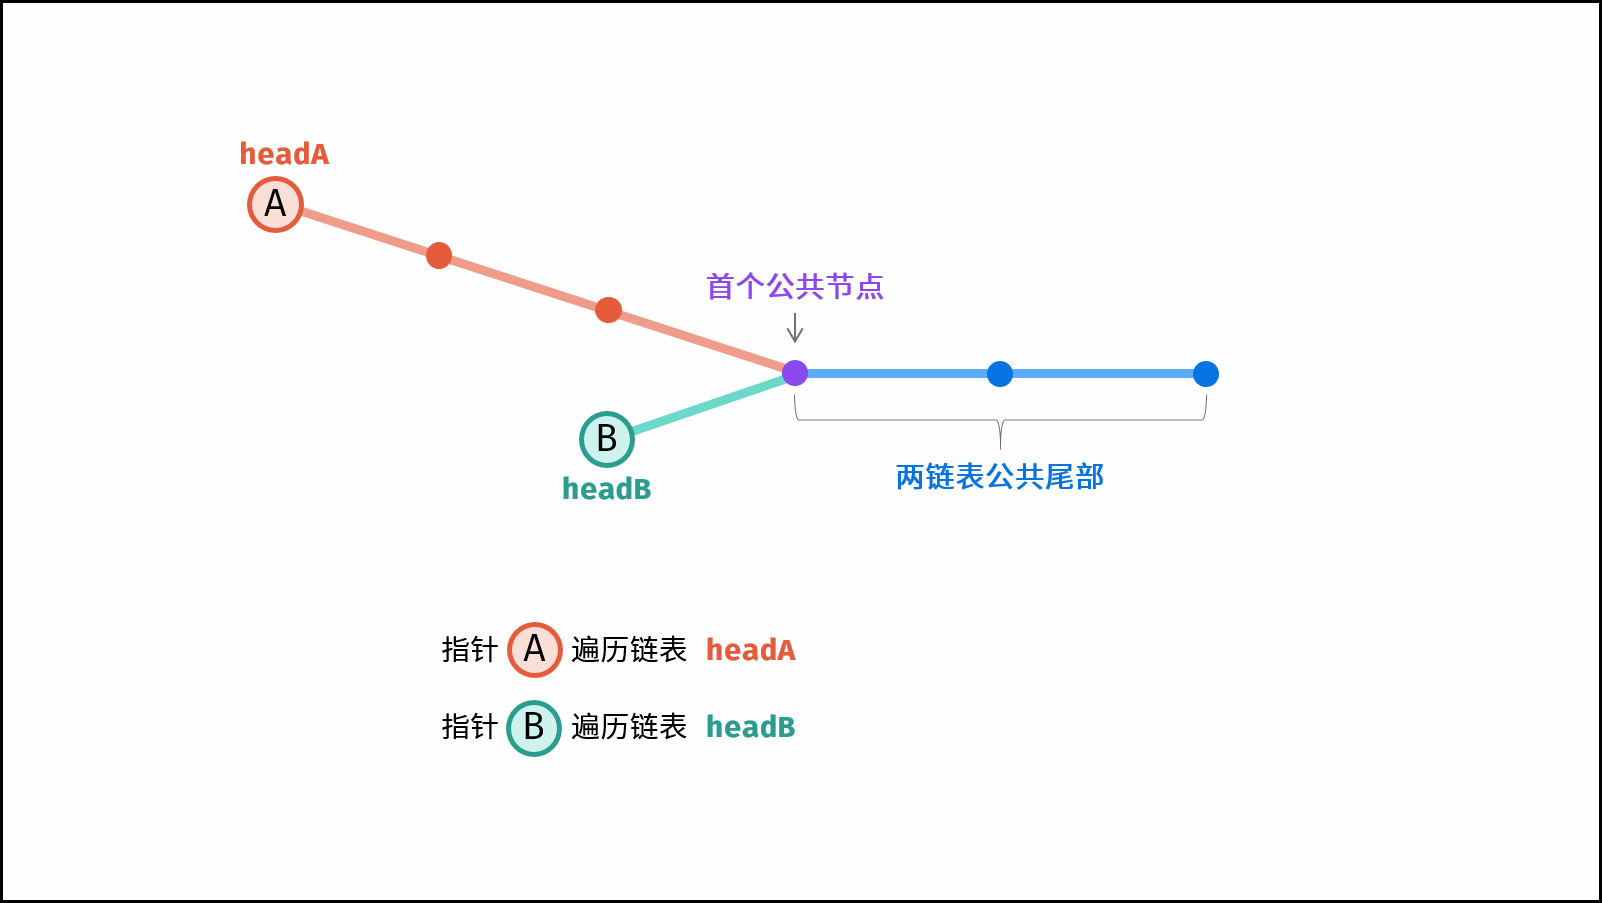 headA
A
首个公共节点
B
headB
两链表公共尾部
指针 A 遍历链表 headA
指针 B 遍历链表 headB